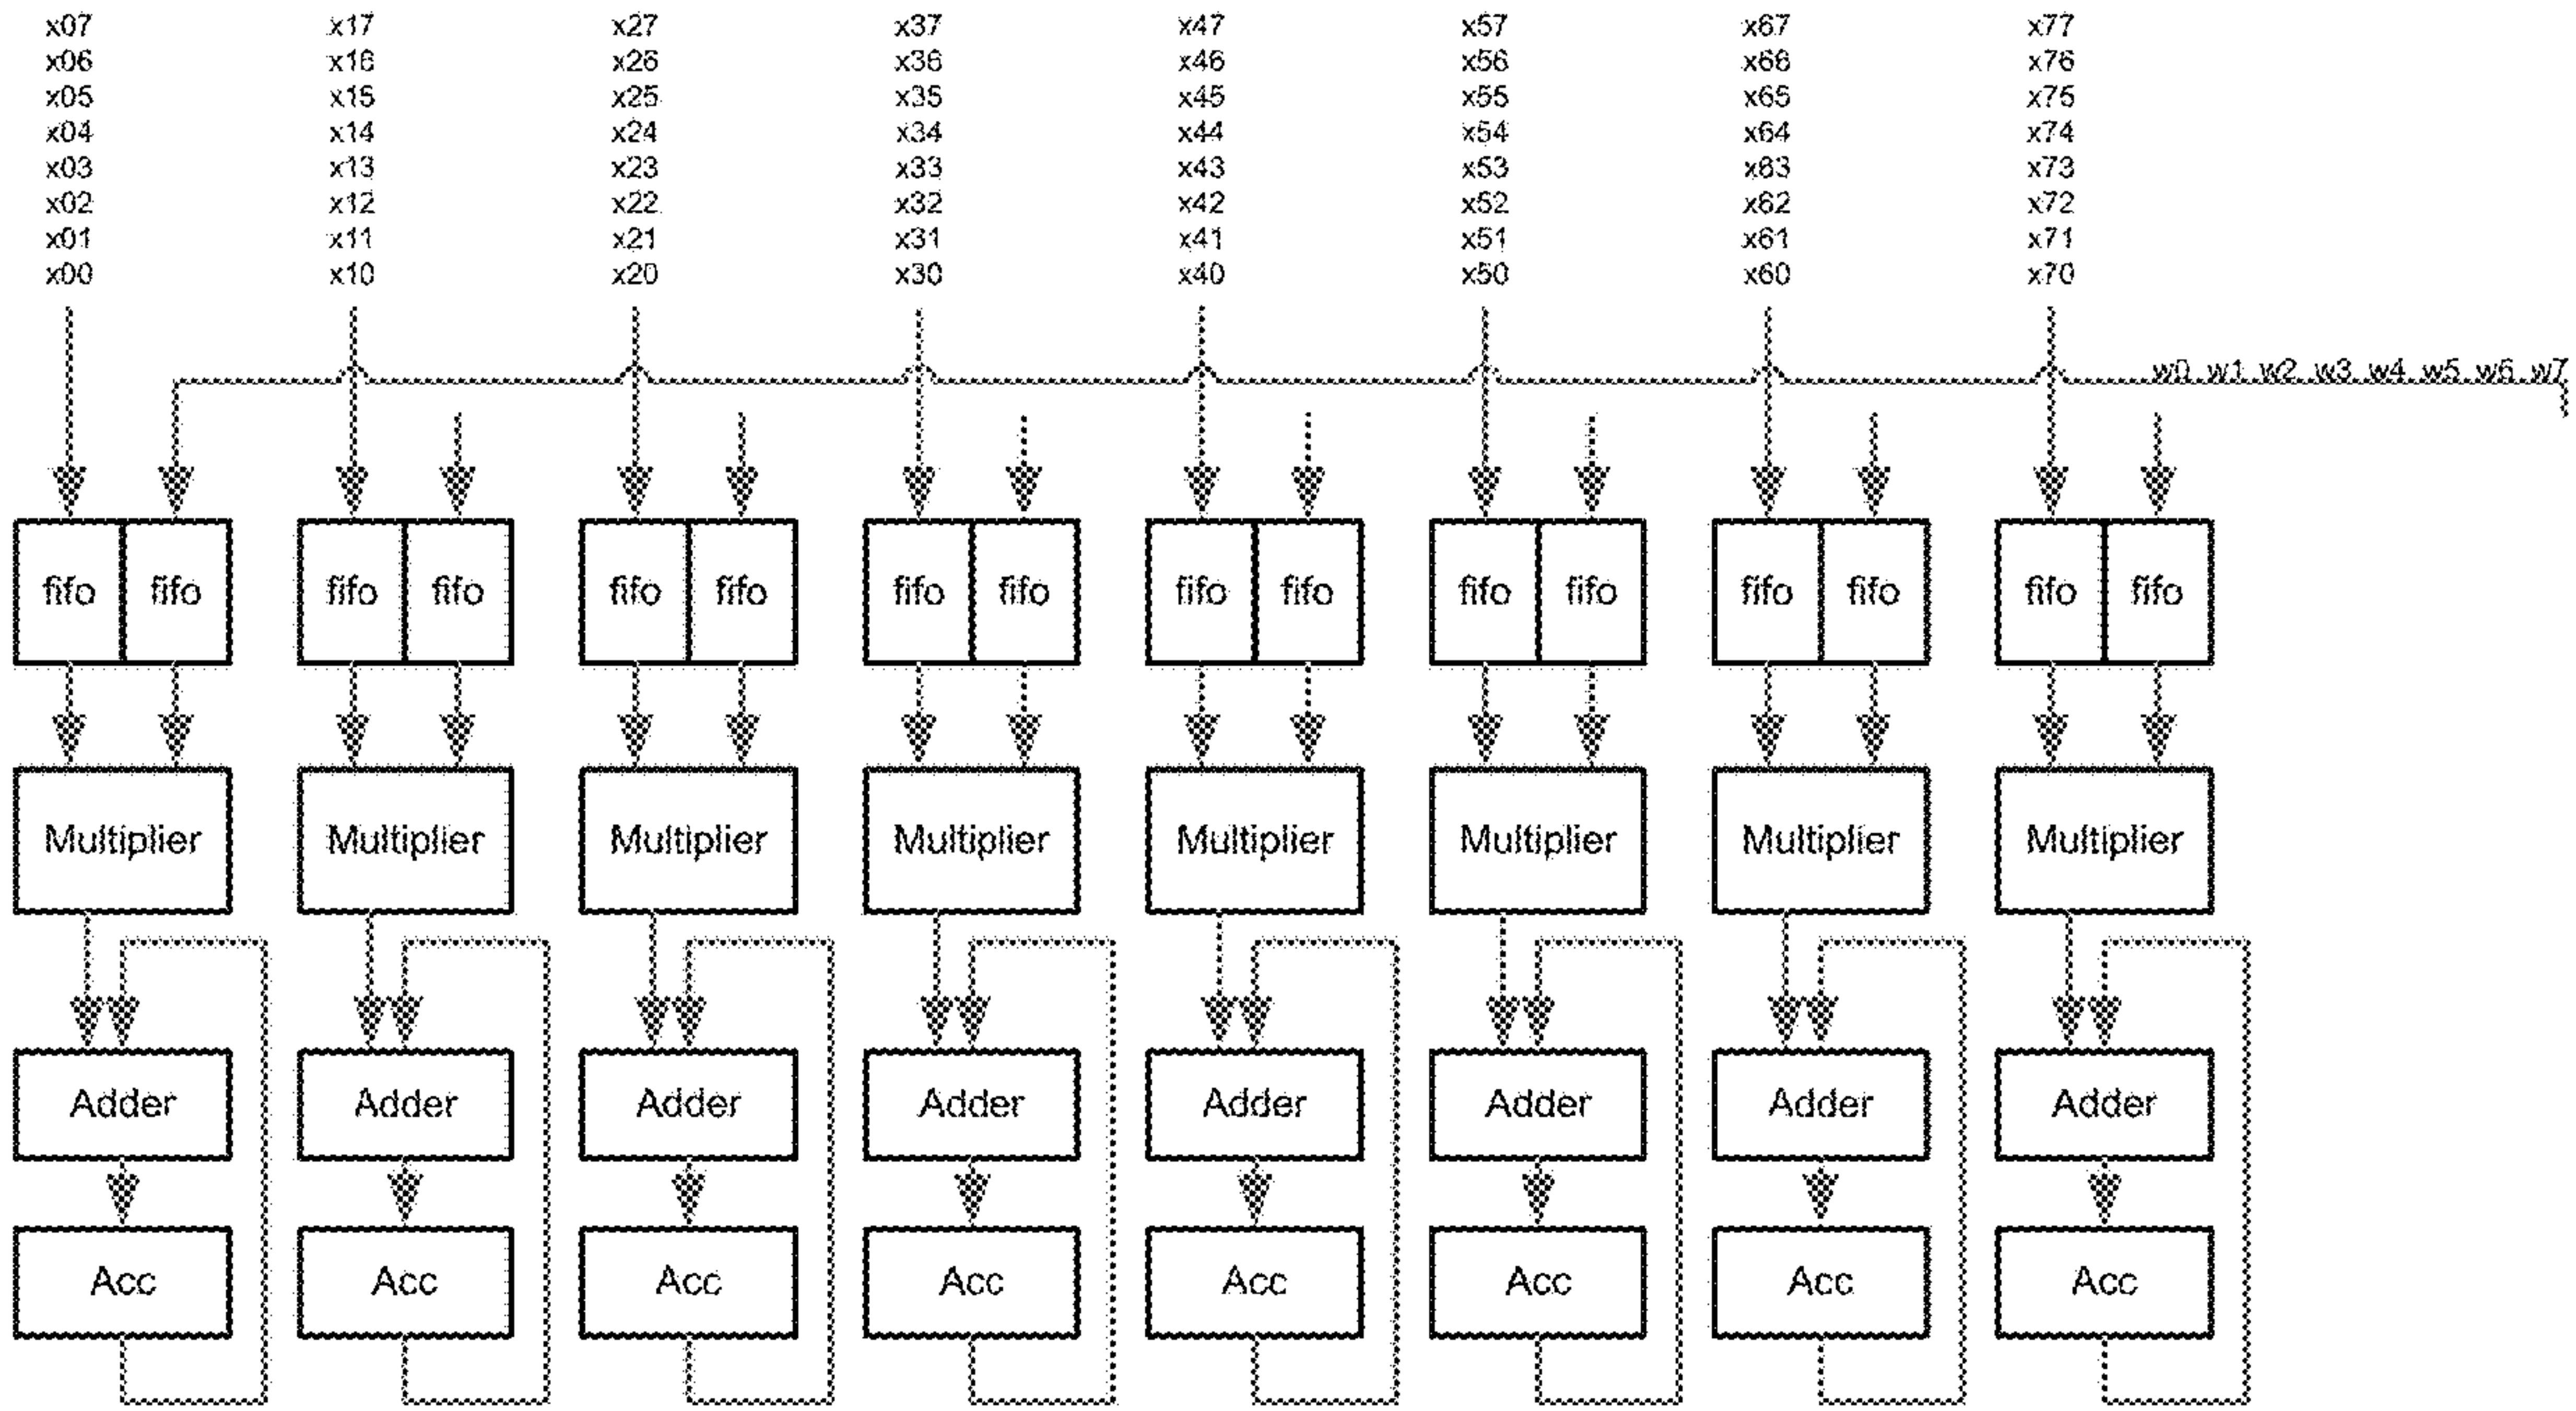 x07 x17 x27 x37 x47 x57 x67 x77
x06 x16 x26 x36 x46 x56 x66 x76
x05 x15 x25 x35 x45 x55 x65 x75
x04 x14 x24 x34 x44 x54 x64 x74
x03 x13 x23 x33 x43 x53 x63 x73
x02 x12 x22 x32 x42 x52 x62 x72
x01 x11 x21 x31 x41 x51 x61 x71
x00 x10 x20 x30 x40 x50 x60 x70
w0 w1 w2 w3 w4 w5 w6 w7
fifo fifo fifo fifo fifo fifo fifo fifo fifo fifo fifo fifo fifo fifo fifo fifo
Multiplier Multiplier Multiplier Multiplier Multiplier Multiplier Multiplier Multiplier
Adder Adder Adder Adder Adder Adder Adder Adder
Acc Acc Acc Acc Acc Acc Acc Acc